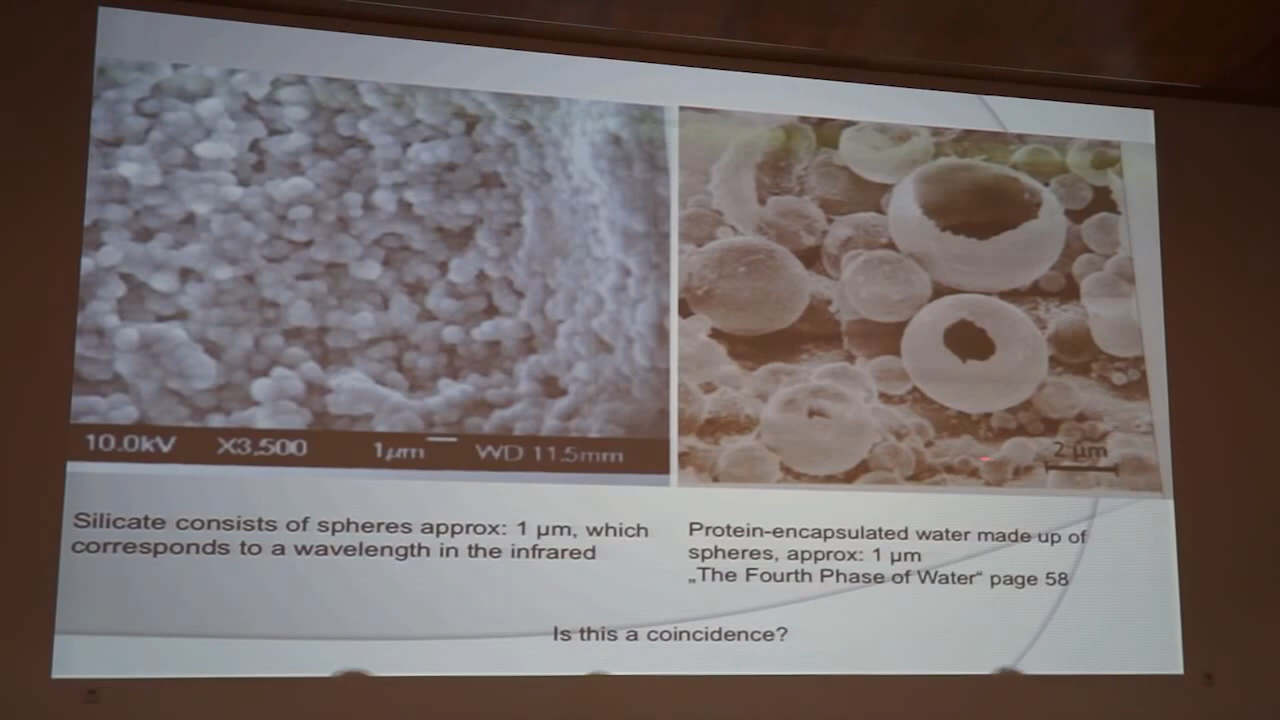 10.0kV X3,500 1μm WD 11.5mm
2 μm
Silicate consists of spheres approx: 1 μm, which
corresponds to a wavelength in the infrared
Protein-encapsulated water made up of
spheres, approx: 1 μm
„The Fourth Phase of Water“ page 58
Is this a coincidence?